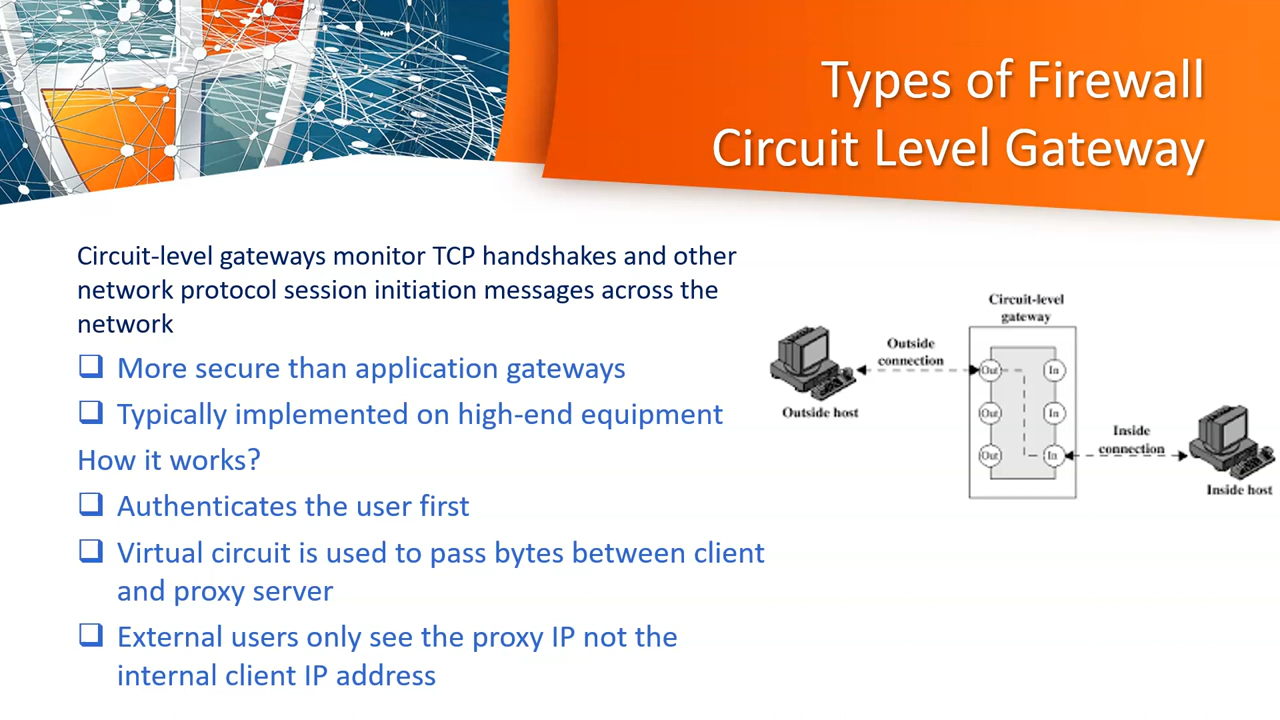 Types of Firewall
Circuit Level Gateway
Circuit-level gateways monitor TCP handshakes and other
network protocol session initiation messages across the
network
❑ More secure than application gateways
❑ Typically implemented on high-end equipment
How it works?
❑ Authenticates the user first
❑ Virtual circuit is used to pass bytes between client
and proxy server
❑ External users only see the proxy IP not the
internal client IP address
Circuit-level
gateway
Outside
connection
Outside host
Out
In
Out
In
Out
In
Inside
connection
Inside host